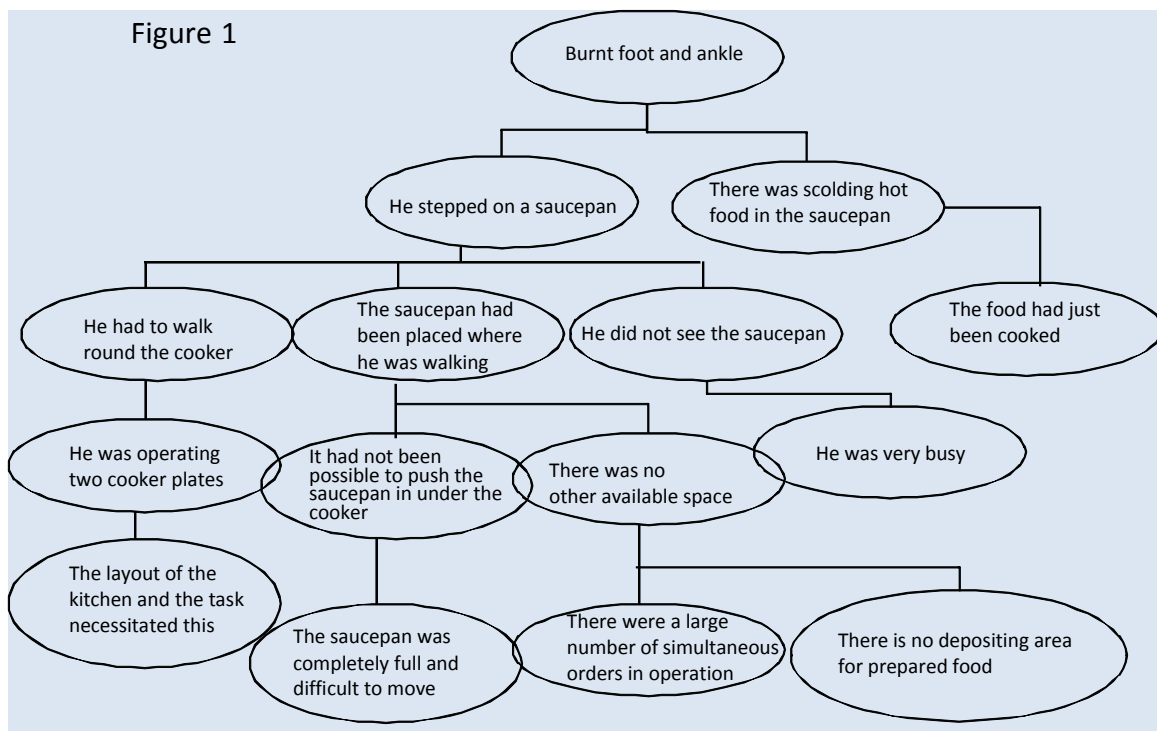 Figure 1
Burnt foot and ankle
He stepped on a saucepan
There was scolding hot
food in the saucepan
He had to walk
round the cooker
The saucepan had
been placed where
he was walking
He did not see the saucepan
The food had just
been cooked
He was operating
two cooker plates
It had not been
possible to push the
saucepan in under the
cooker
There was no
other available space
He was very busy
The layout of the
kitchen and the task
necessitated this
The saucepan was
completely full and
difficult to move
There were a large
number of simultaneous
orders in operation
There is no depositing area
for prepared food